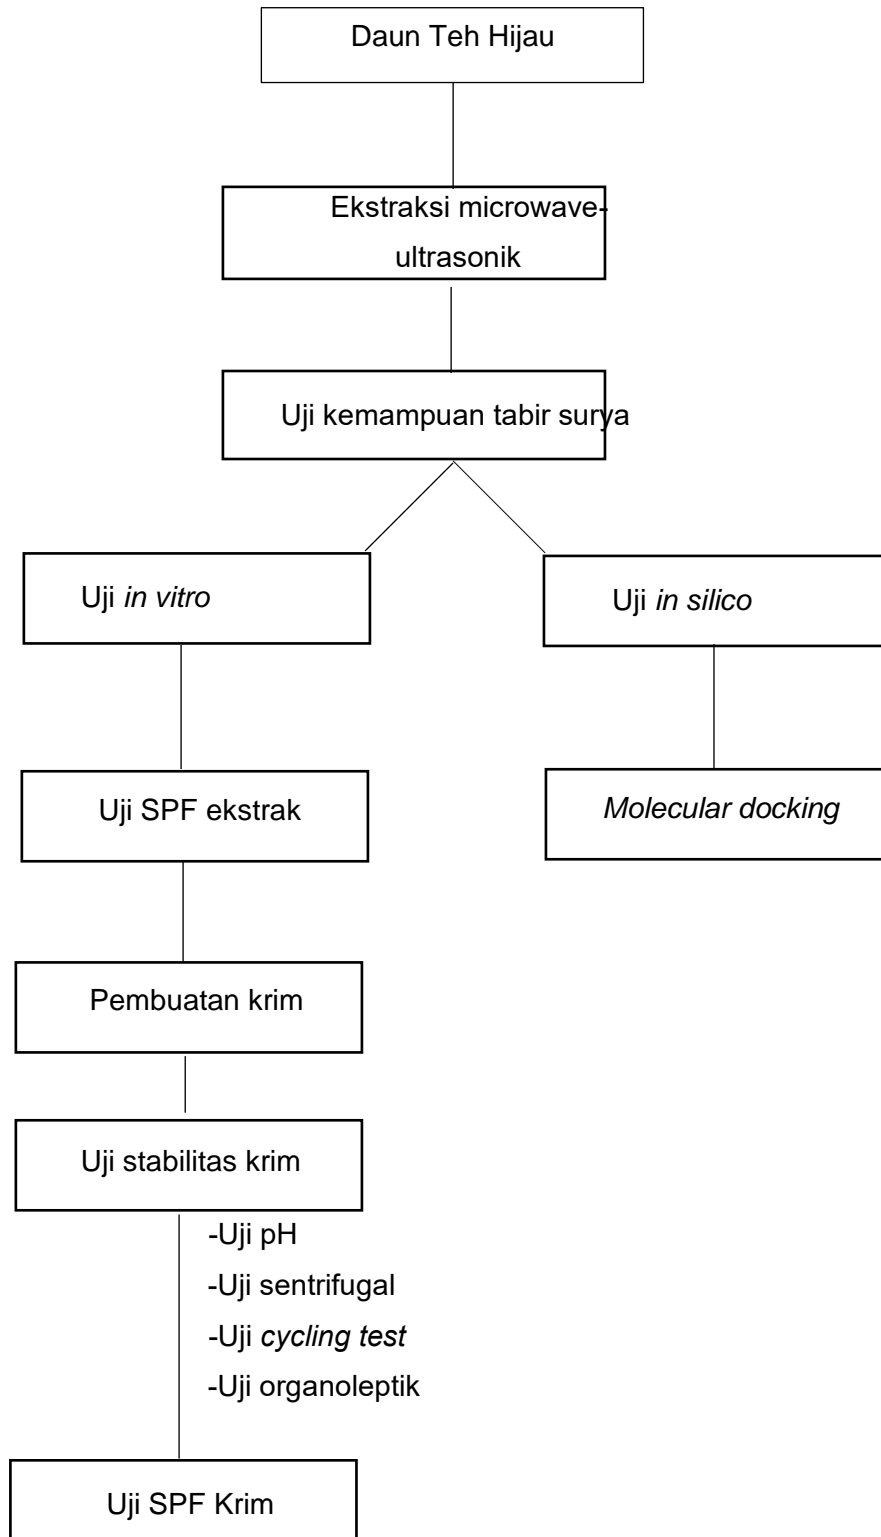 Daun Teh Hijau
Ekstraksi microwave-
ultrasonik
Uji kemampuan tabir surya
Uji in vitro
Uji in silico
Uji SPF ekstrak
Molecular docking
Pembuatan krim
Uji stabilitas krim
-Uji pH
-Uji sentrifugal
-Uji cycling test
-Uji organoleptik
Uji SPF Krim